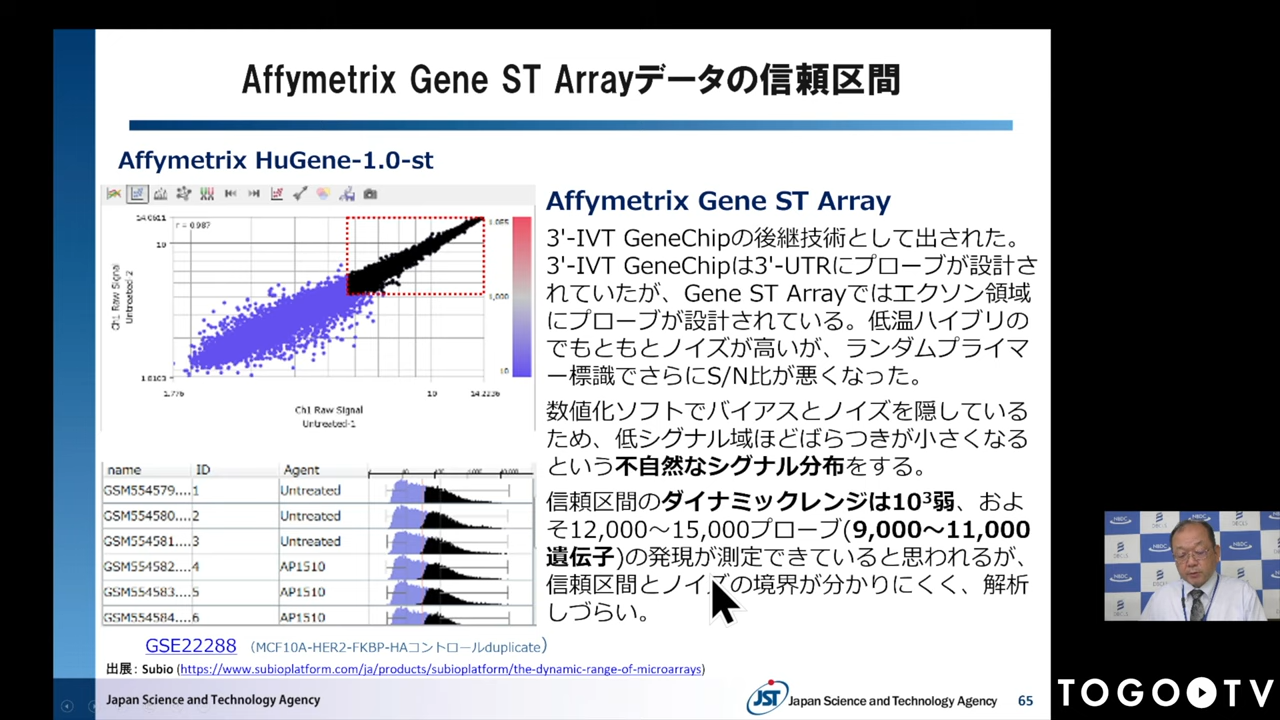 Affymetrix Gene ST Arrayデータの信頼区間
Affymetrix HuGene-1.0-st
r = 0.987
10
Ch1 Raw Signal
Untreated-2
1.776
10
14.2236
Ch1 Raw Signal
Untreated-1
1,000
10
name ID Agent
GSM554579.... 1 Untreated
GSM554580.... 2 Untreated
GSM554581.... 3 Untreated
GSM554582.... 4 AP1510
GSM554583.... 5 AP1510
GSM554584.... 6 AP1510
GSE22288 (MCF10A-HER2-FKBP-HAコントロールduplicate)
Affymetrix Gene ST Array
3'-IVT GeneChipの後継技術として出された。
3'-IVT GeneChipは3'-UTRにプローブが設計さ
れていたが、Gene ST Arrayではエクソン領域
にプローブが設計されている。低温ハイブリの
でもともとノイズが高いが、ランダムプライマ
ー標識でさらにS/N比が悪くなった。
数値化ソフトでバイアスとノイズを隠している
ため、低シグナル域ほどばらつきが小さくなる
という不自然なシグナル分布をする。
信頼区間のダイナミックレンジは10³弱、およ
そ12,000～15,000プローブ(9,000～11,000
遺伝子)の発現が測定できていると思われるが、
信頼区間とノイズの境界が分かりにくく、解析
しづらい。
出展：Subio (https://www.subioplatform.com/ja/products/subioplatform/the-dynamic-range-of-microarrays)
Japan Science and Technology Agency
JST Japan Science and Technology Agency
65
TOGO TV